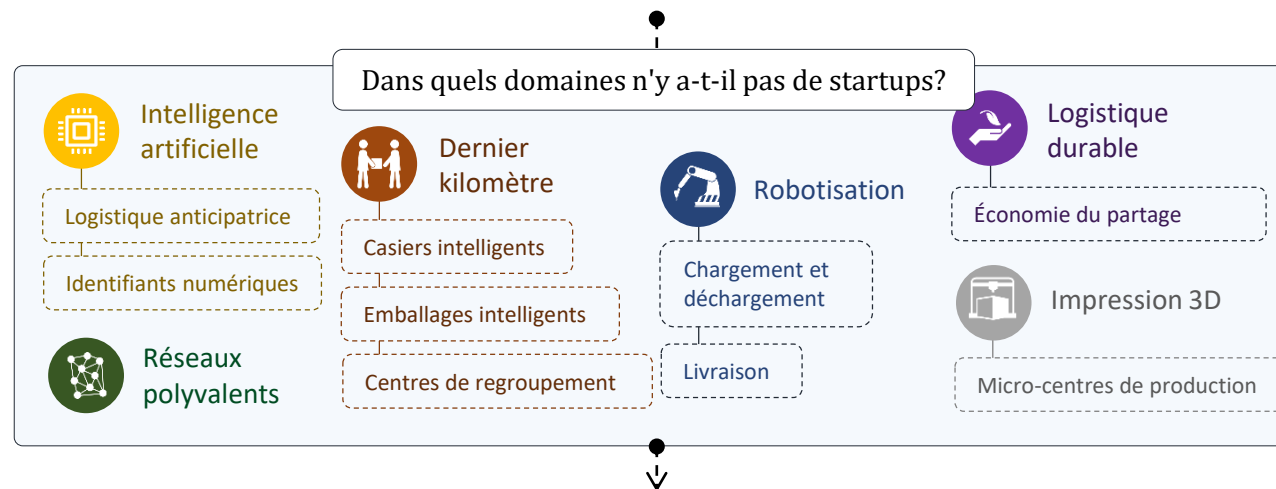 Dans quels domaines n'y a-t-il pas de startups?
Intelligence
artificielle
Logistique anticipatrice
Identifiants numériques
Réseaux
polyvalents
Dernier
kilomètre
Casiers intelligents
Emballages intelligents
Centres de regroupement
Robotisation
Chargement et
déchargement
Livraison
Logistique
durable
Économie du partage
Impression 3D
Micro-centres de production